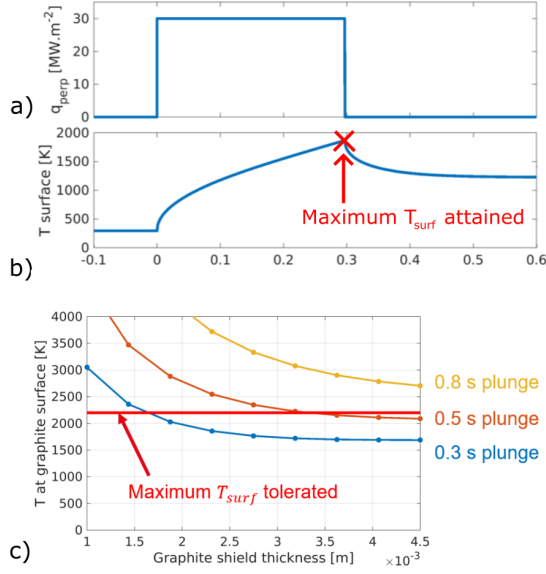 a)
q_perp [MW.m^-2]
30
20
10
0
b)
T surface [K]
2000
1500
1000
500
0
Maximum T_surf attained
-0.1 0 0.1 0.2 0.3 0.4 0.5 0.6
c)
T at graphite surface [K]
4000
3500
3000
2500
2000
1500
1000
500
0
0.8 s plunge
0.5 s plunge
0.3 s plunge
Maximum T_surf tolerated
1 1.5 2 2.5 3 3.5 4 4.5
Graphite shield thickness [m]
×10^-3